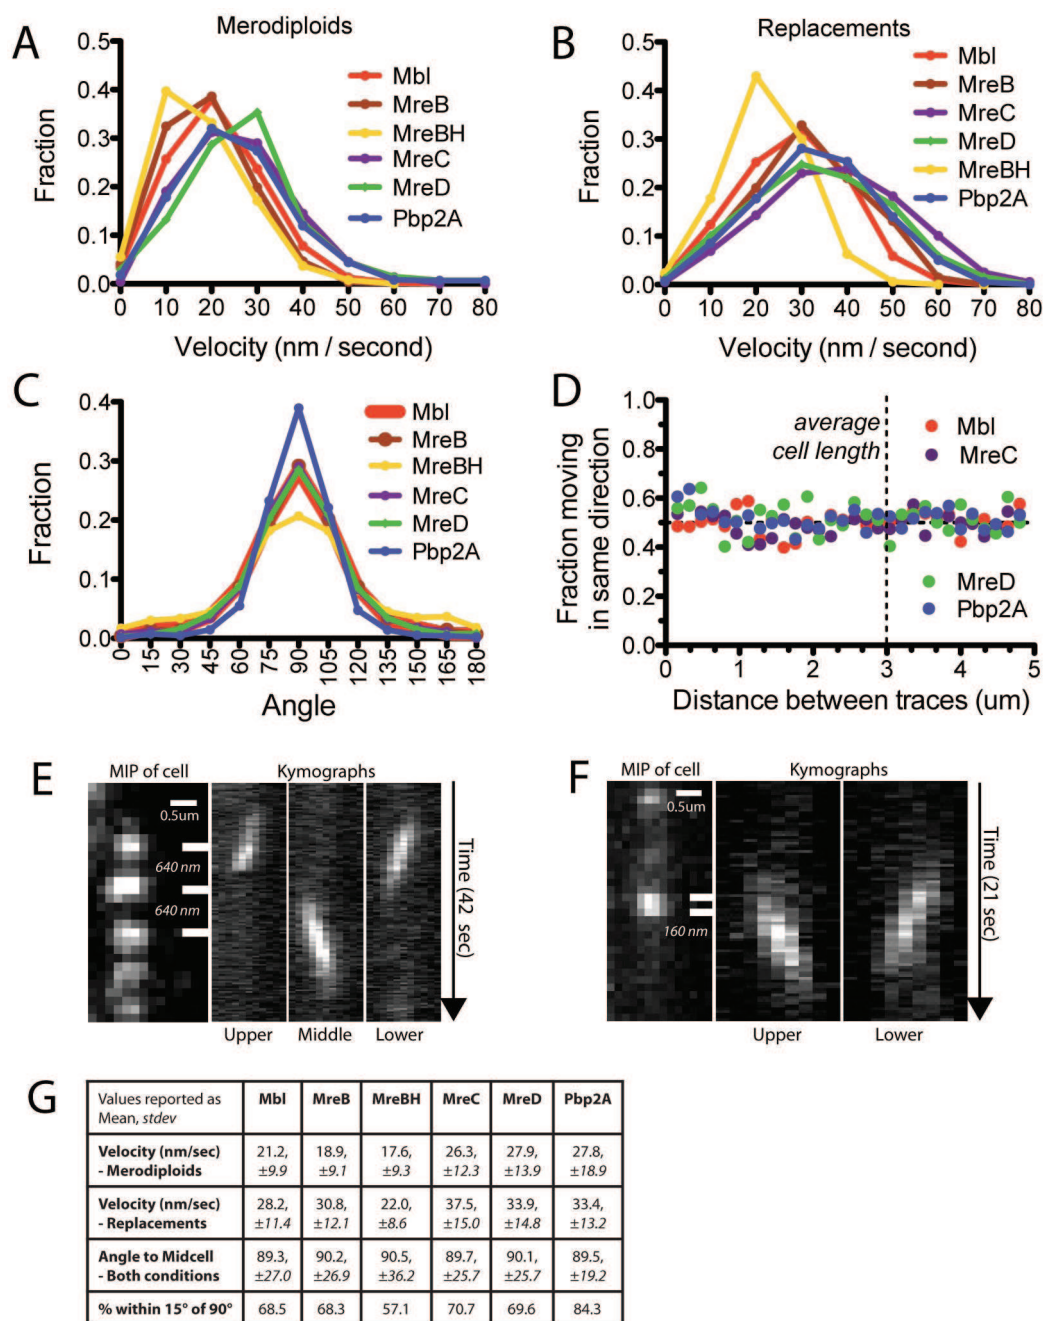 A
Merodiploids
Fraction
0.5
0.4
0.3
0.2
0.1
0.0
0 10 20 30 40 50 60 70 80
Velocity (nm / second)
Mbl
MreB
MreBH
MreC
MreD
Pbp2A
B
Replacements
Fraction
0.5
0.4
0.3
0.2
0.1
0.0
0 10 20 30 40 50 60 70 80
Velocity (nm / second)
Mbl
MreB
MreC
MreD
MreBH
Pbp2A
C
Fraction
0.4
0.3
0.2
0.1
0.0
0 15 30 45 60 75 90 105 120 135 150 165 180
Angle
Mbl
MreB
MreBH
MreC
MreD
Pbp2A
D
Fraction moving
in same direction
1.0
0.8
0.6
0.4
0.2
0.0
0 1 2 3 4 5
Distance between traces (um)
average
cell length
Mbl
MreC
MreD
Pbp2A
E
MIP of cell
Kymographs
0.5um
640 nm
640 nm
Upper Middle Lower
Time (42 sec)
F
MIP of cell
Kymographs
0.5um
160 nm
Upper Lower
Time (21 sec)
G
Values reported as
Mean, stdev
Mbl MreB MreBH MreC MreD Pbp2A
Velocity (nm/sec) 21.2, 18.9, 17.6, 26.3, 27.9, 27.8,
- Merodiploids ±9.9 ±9.1 ±9.3 ±12.3 ±13.9 ±18.9
Velocity (nm/sec) 28.2, 30.8, 22.0, 37.5, 33.9, 33.4,
- Replacements ±11.4 ±12.1 ±8.6 ±15.0 ±14.8 ±13.2
Angle to Midcell 89.3, 90.2, 90.5, 89.7, 90.1, 89.5,
- Both conditions ±27.0 ±26.9 ±36.2 ±25.7 ±25.7 ±19.2
% within 15° of 90° 68.5 68.3 57.1 70.7 69.6 84.3